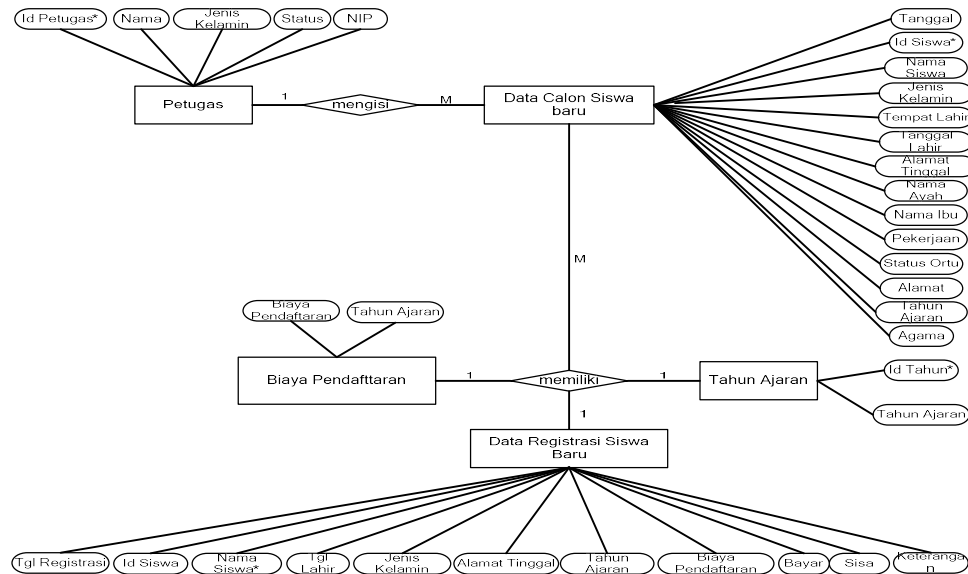 Id Petugas*
Nama
Jenis
Kelamin
Status
NIP
Petugas
1
mengisi
M
Data Calon Siswa
baru
Tanggal
Id Siswa*
Nama
Siswa
Jenis
Kelamin
Tempat Lahir
Tanggal
Lahir
Alamat
Tinggal
Nama
Ayah
Nama Ibu
Pekerjaan
Status Ortu
Alamat
Tahun
Ajaran
Agama
M
Biaya
Pendaftaran
Tahun Ajaran
Biaya Pendafttaran
1
memiliki
1
Tahun Ajaran
Id Tahun*
Tahun Ajaran
1
Data Registrasi Siswa
Baru
Tgl Registrasi
Id Siswa
Nama
Siswa*
Tgl
Lahir
Jenis
Kelamin
Alamat Tinggal
Tahun
Ajaran
Biaya
Pendaftaran
Bayar
Sisa
Keteranga
n